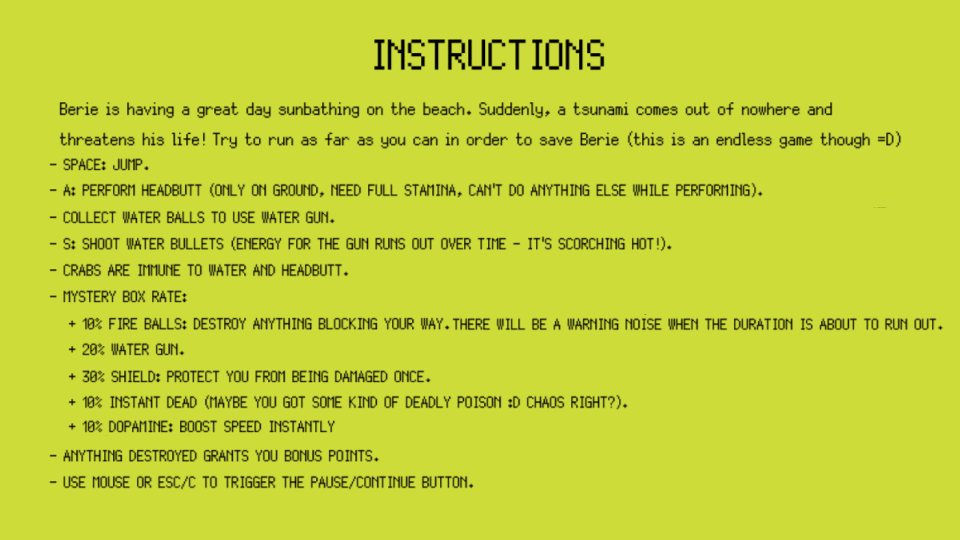 INSTRUCTIONS
Berie is having a great day sunbathing on the beach. Suddenly, a tsunami comes out of nowhere and
threatens his life! Try to run as far as you can in order to save Berie (this is an endless game though =D)
- SPACE: JUMP.
- A: PERFORM HEADBUTT (ONLY ON GROUND, NEED FULL STAMINA, CAN'T DO ANYTHING ELSE WHILE PERFORMING).
- COLLECT WATER BALLS TO USE WATER GUN.
- S: SHOOT WATER BULLETS (ENERGY FOR THE GUN RUNS OUT OVER TIME - IT'S SCORCHING HOT!).
- CRABS ARE IMMUNE TO WATER AND HEADBUTT.
- MYSTERY BOX RATE:
+ 10% FIRE BALLS: DESTROY ANYTHING BLOCKING YOUR WAY. THERE WILL BE A WARNING NOISE WHEN THE DURATION IS ABOUT TO RUN OUT.
+ 20% WATER GUN.
+ 30% SHIELD: PROTECT YOU FROM BEING DAMAGED ONCE.
+ 10% INSTANT DEAD (MAYBE YOU GOT SOME KIND OF DEADLY POISON :D CHAOS RIGHT?).
+ 10% DOPAMINE: BOOST SPEED INSTANTLY
- ANYTHING DESTROYED GRANTS YOU BONUS POINTS.
- USE MOUSE OR ESC/C TO TRIGGER THE PAUSE/CONTINUE BUTTON.